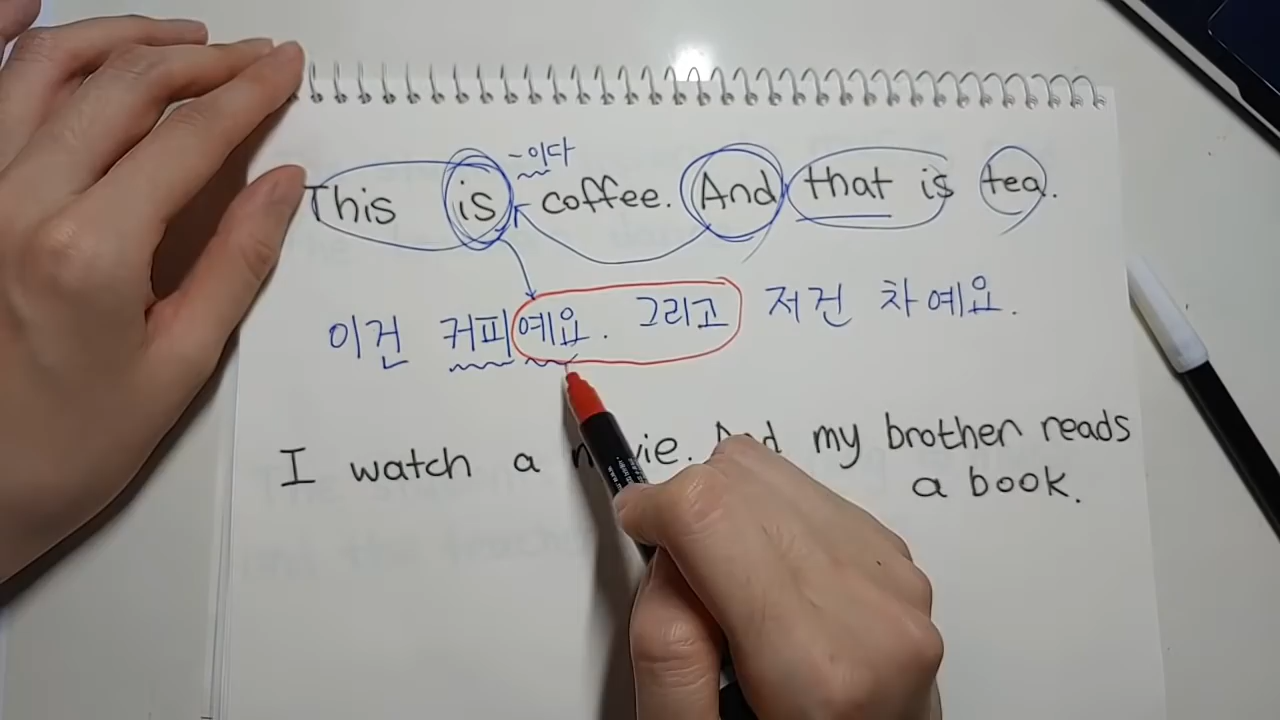 -이다
This is coffee. And that is tea.
이건 커피예요. 그리고 저건 차예요.
I watch a And my brother reads
a book.